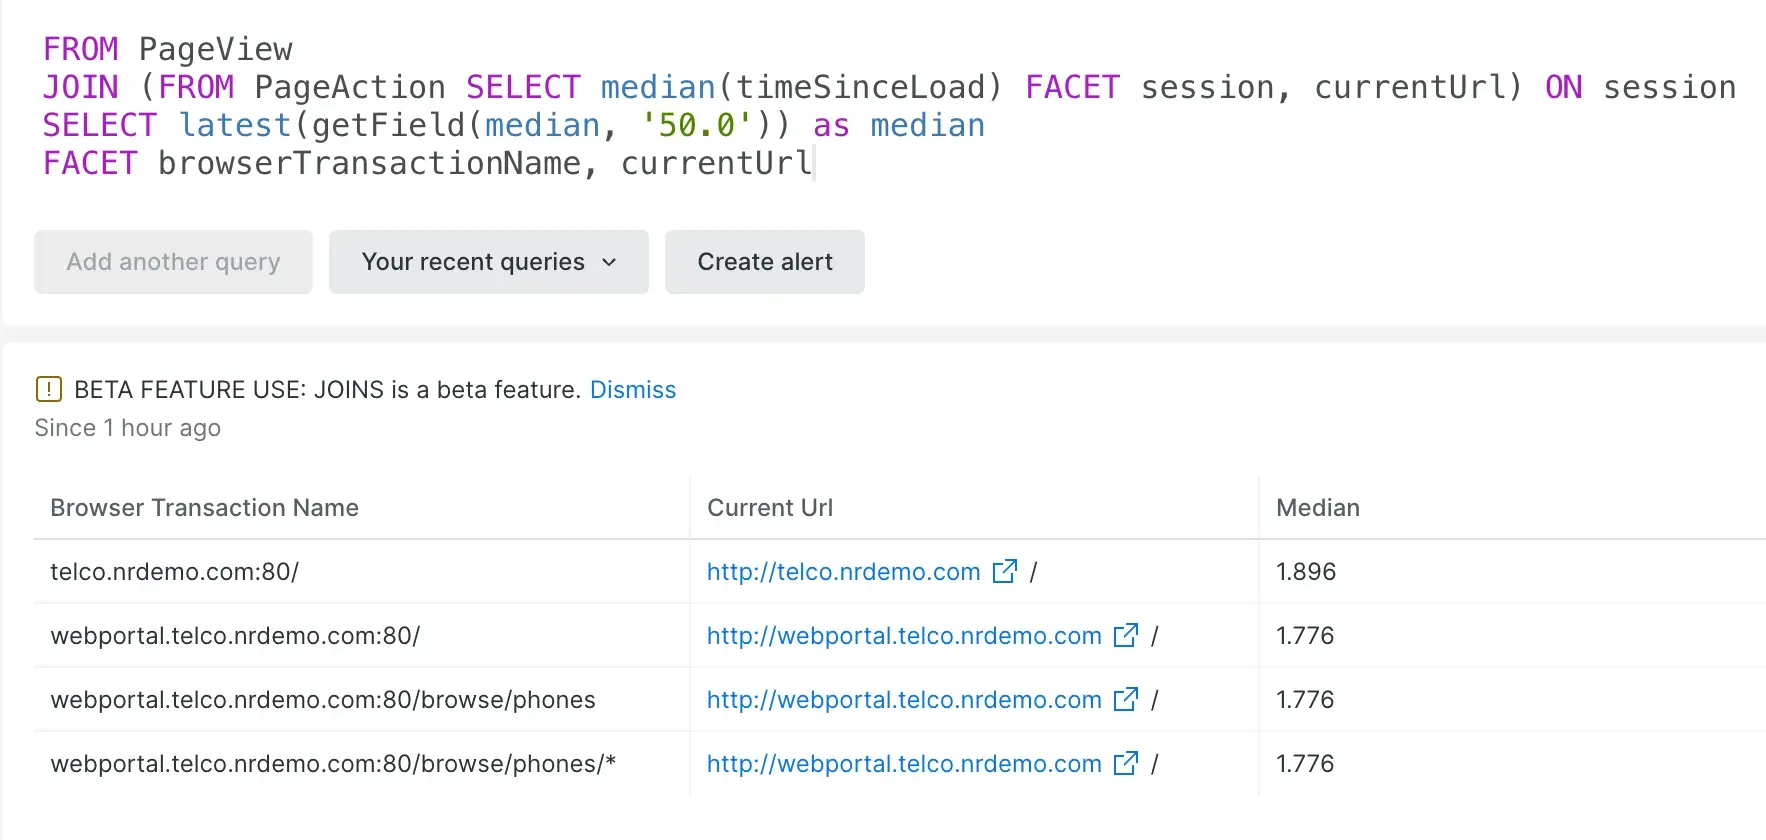 FROM PageView
JOIN (FROM PageAction SELECT median(timeSinceLoad) FACET session, currentUrl) ON session
SELECT latest(getField(median, '50.0')) as median
FACET browserTransactionName, currentUrl
Add another query Your recent queries Create alert
BETA FEATURE USE: JOINS is a beta feature. Dismiss
Since 1 hour ago
Browser Transaction Name Current Url Median
telco.nrdemo.com:80/ http://telco.nrdemo.com / 1.896
webportal.telco.nrdemo.com:80/ http://webportal.telco.nrdemo.com / 1.776
webportal.telco.nrdemo.com:80/browse/phones http://webportal.telco.nrdemo.com / 1.776
webportal.telco.nrdemo.com:80/browse/phones/* http://webportal.telco.nrdemo.com / 1.776